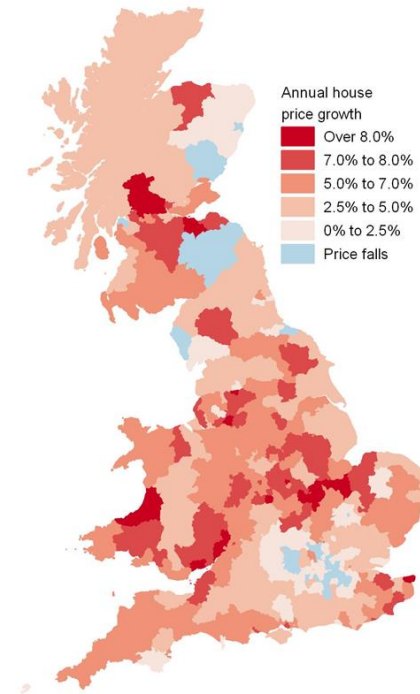 Annual house
price growth
Over 8.0%
7.0% to 8.0%
5.0% to 7.0%
2.5% to 5.0%
0% to 2.5%
Price falls